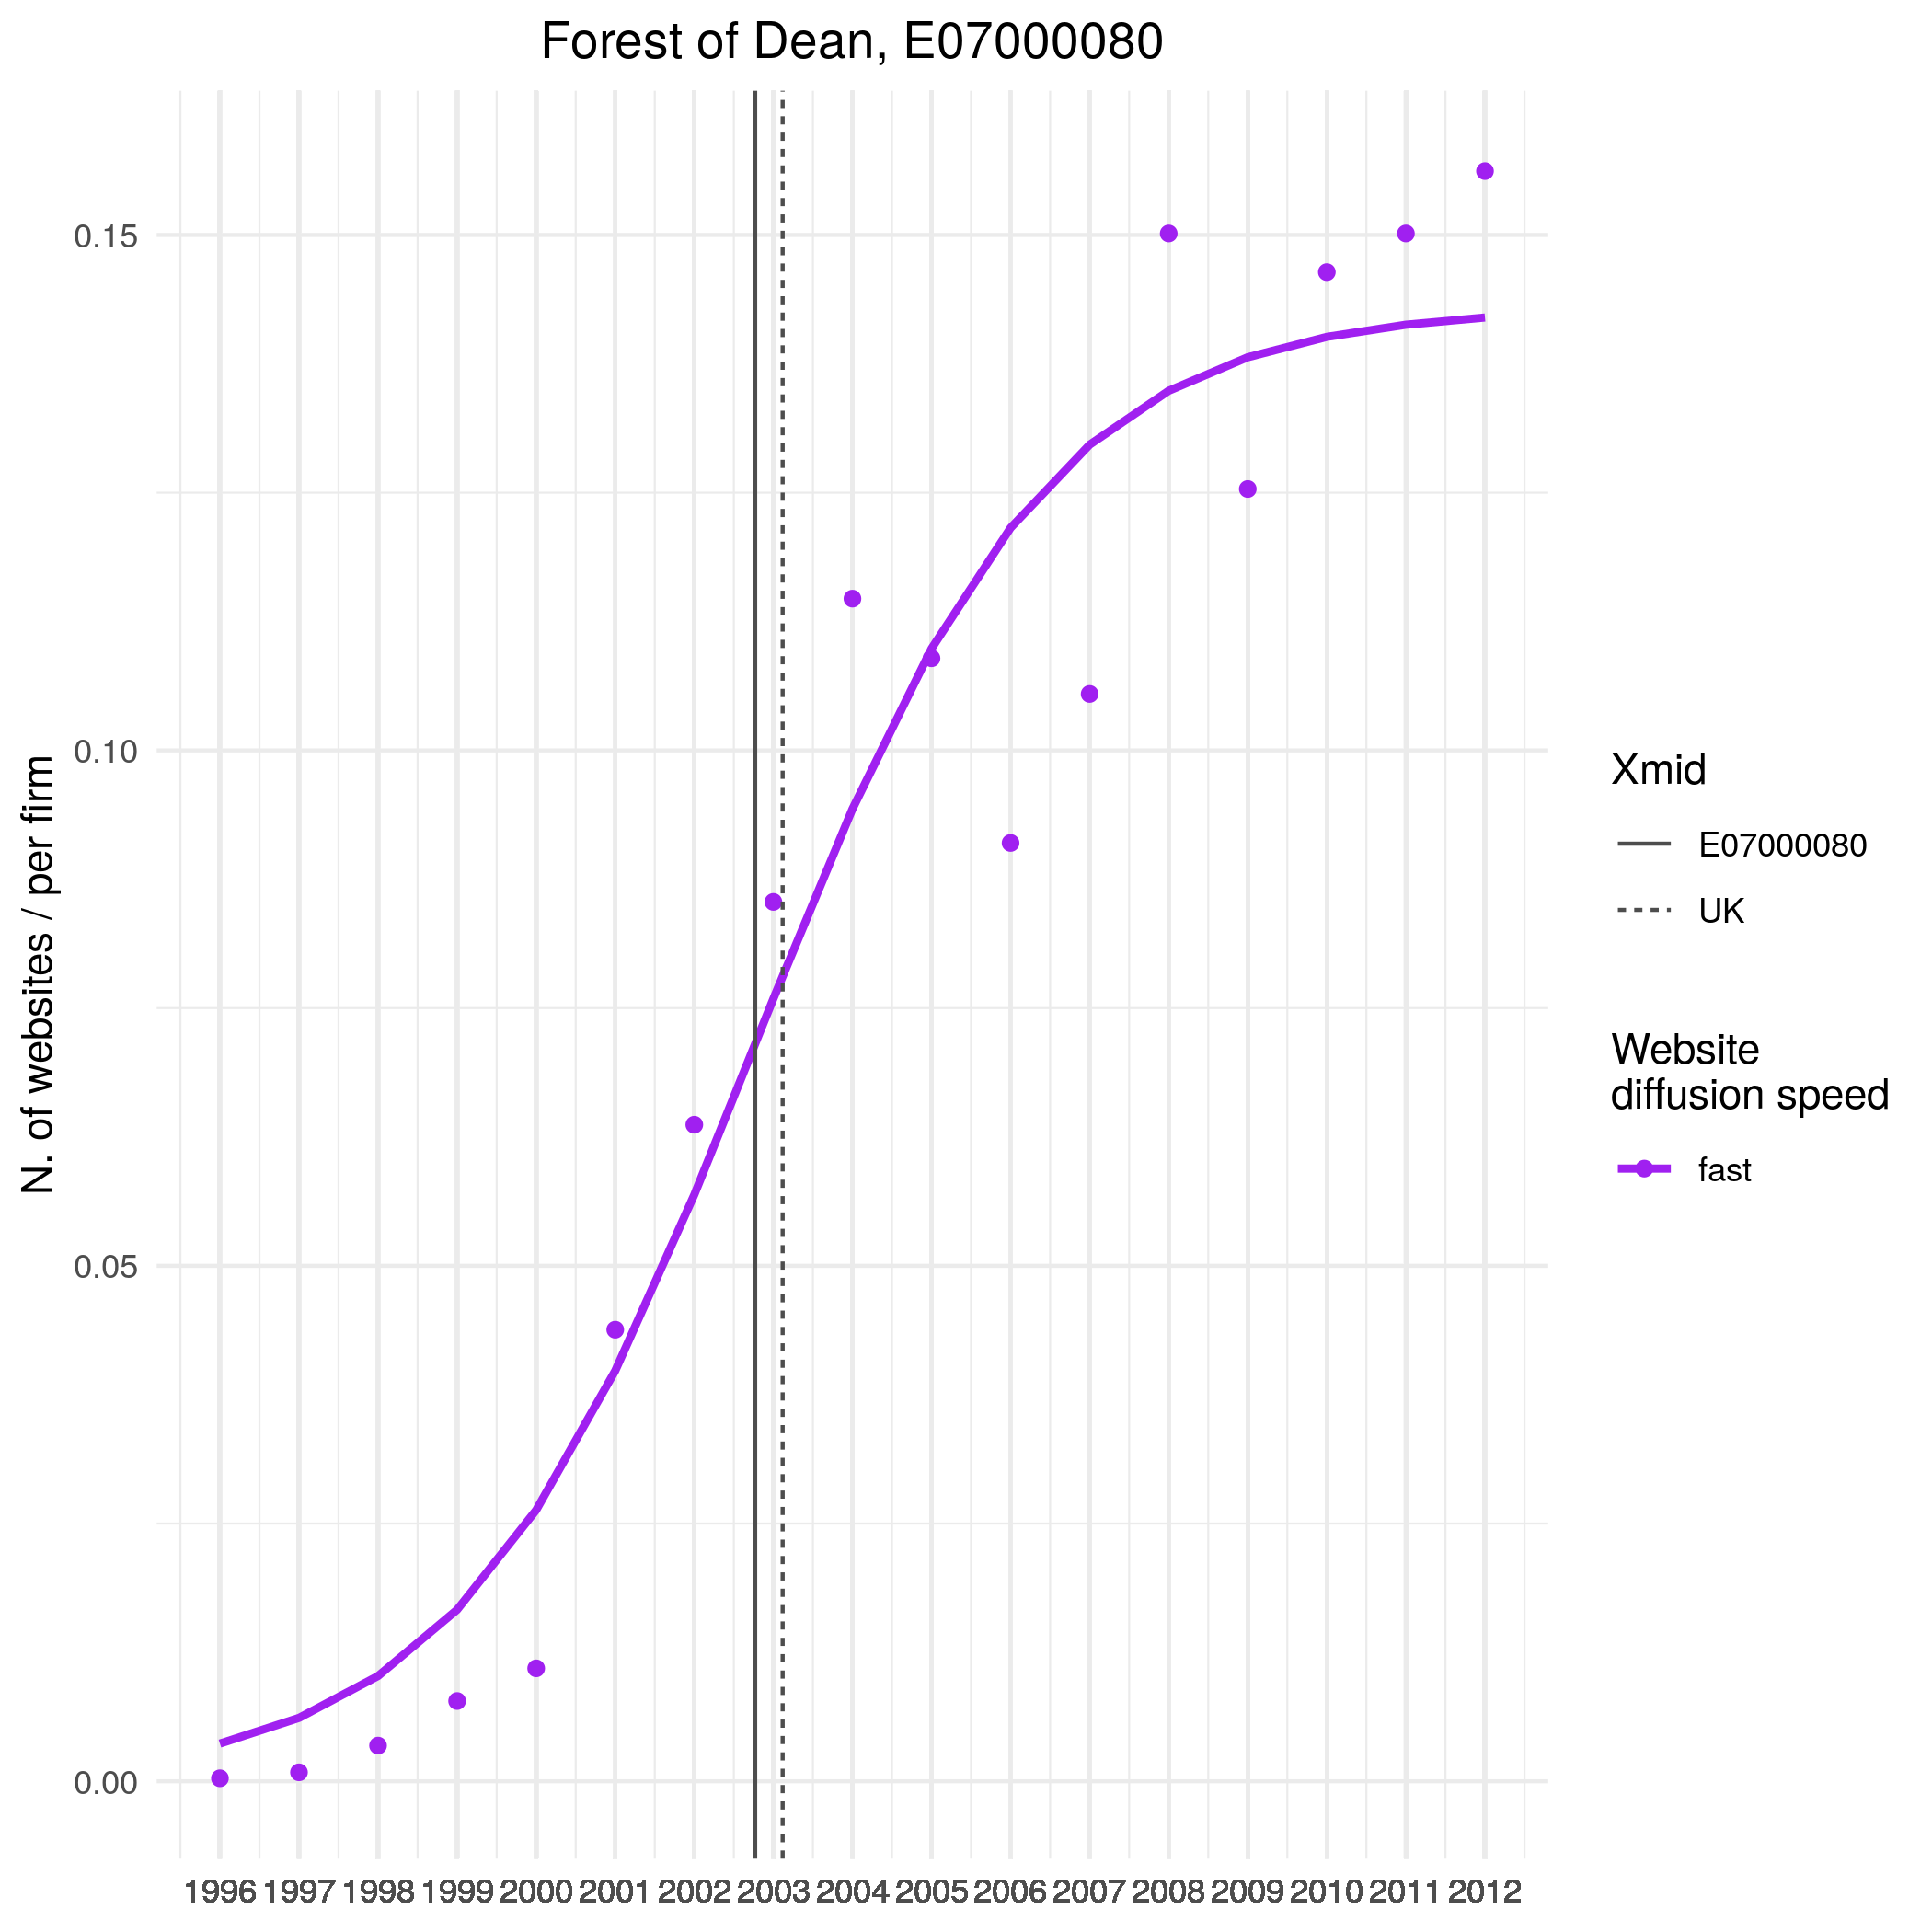 Forest of Dean, E07000080
N. of websites / per firm
0.15
0.10
0.05
0.00
1996 1997 1998 1999 2000 2001 2002 2003 2004 2005 2006 2007 2008 2009 2010 2011 2012
Xmid
E07000080
UK
Website
diffusion speed
fast